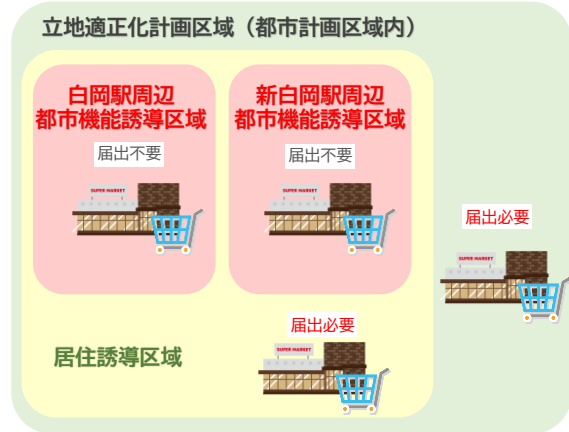 立地適正化計画区域（都市計画区域内）
白岡駅周辺
都市機能誘導区域
届出不要
SUPER MARKET
新白岡駅周辺
都市機能誘導区域
届出不要
SUPER MARKET
届出必要
SUPER MARKET
居住誘導区域
届出必要
SUPER MARKET